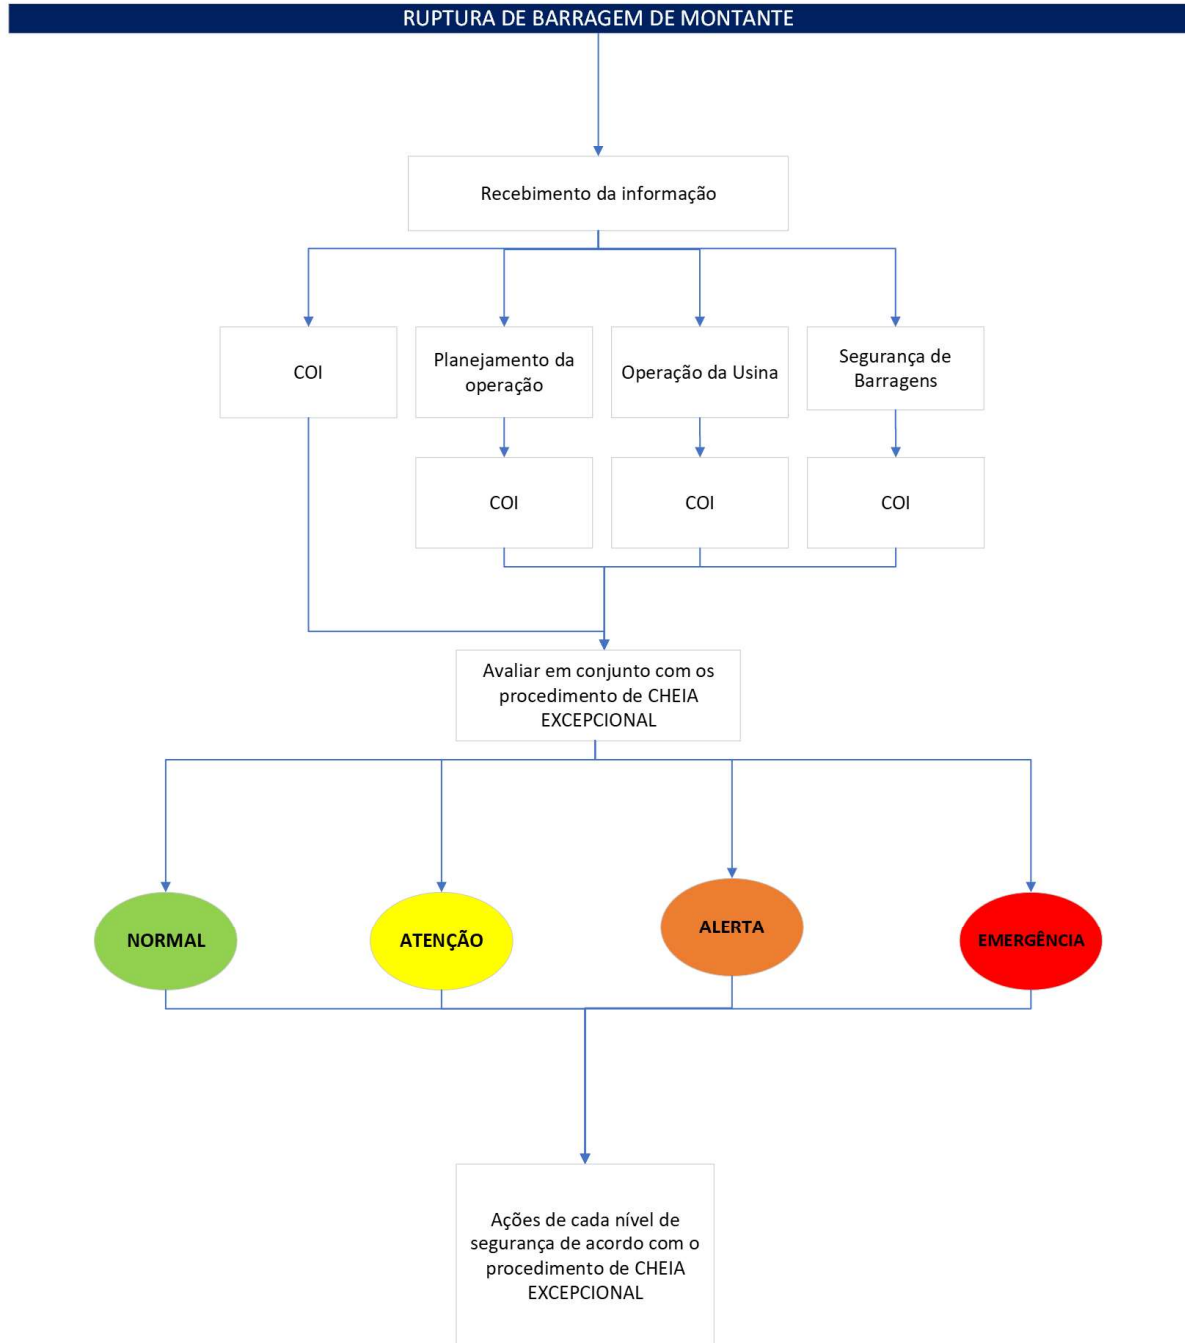 RUPTURA DE BARRAGEM DE MONTANTE
Recebimento da informação
COI
Planejamento da
operação
Operação da Usina
Segurança de
Barragens
COI
COI
COI
Avaliar em conjunto com os
procedimento de CHEIA
EXCEPCIONAL
NORMAL
ATENÇÃO
ALERTA
EMERGÊNCIA
Ações de cada nível de
segurança de acordo com o
procedimento de CHEIA
EXCEPCIONAL